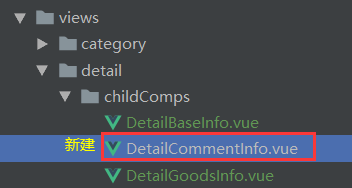 views
category
detail
childComps
DetailBaseInfo.vue
新建 DetailCommentInfo.vue
DetailGoodsInfo.vue